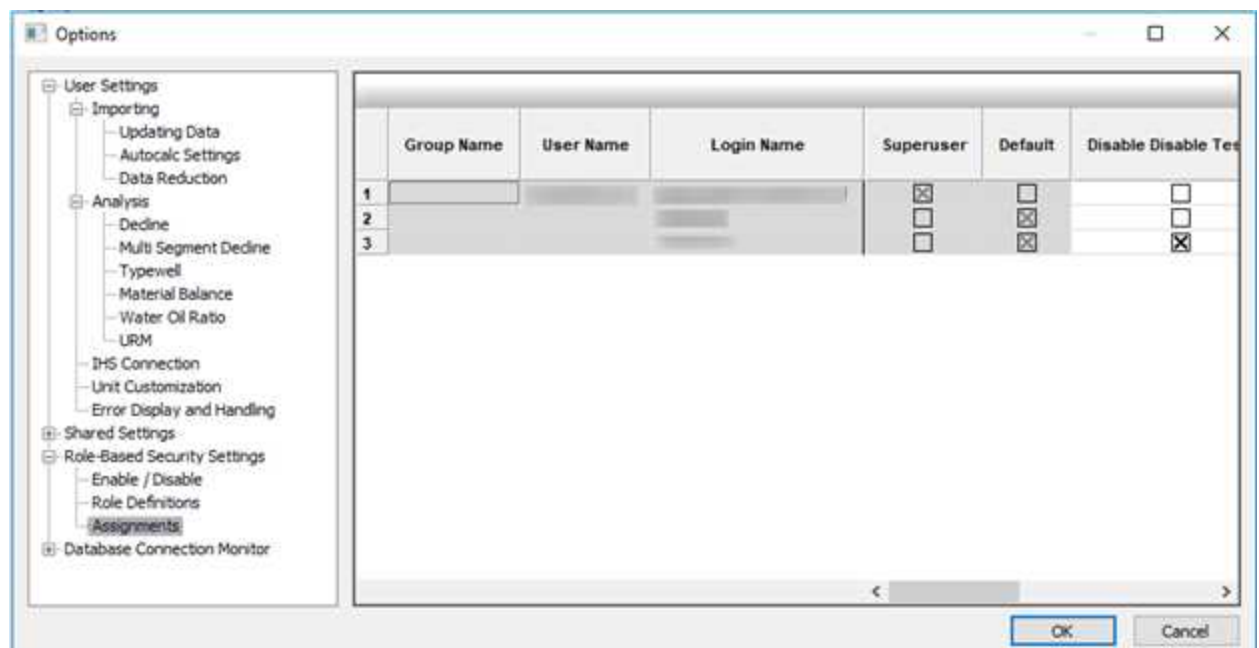 Options
User Settings
Importing
Updating Data
Autocalc Settings
Data Reduction
Analysis
Decline
Multi Segment Decline
Typewell
Material Balance
Water Oil Ratio
URM
IHS Connection
Unit Customization
Error Display and Handling
Shared Settings
Role-Based Security Settings
Enable / Disable
Role Definitions
Assignments
Database Connection Monitor
Group Name User Name Login Name Superuser Default Disable Disable Tes
1
2
3
OK Cancel